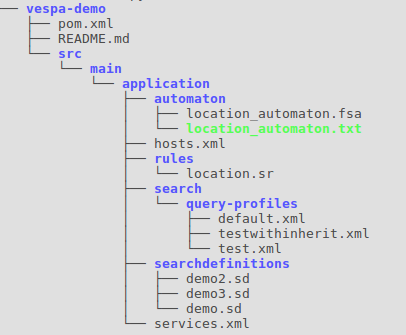 vespa-demo
pom.xml
README.md
src
main
application
automaton
location_automaton.fsa
location_automaton.txt
hosts.xml
rules
location.sr
search
query-profiles
default.xml
testwithinherit.xml
test.xml
searchdefinitions
demo2.sd
demo3.sd
demo.sd
services.xml